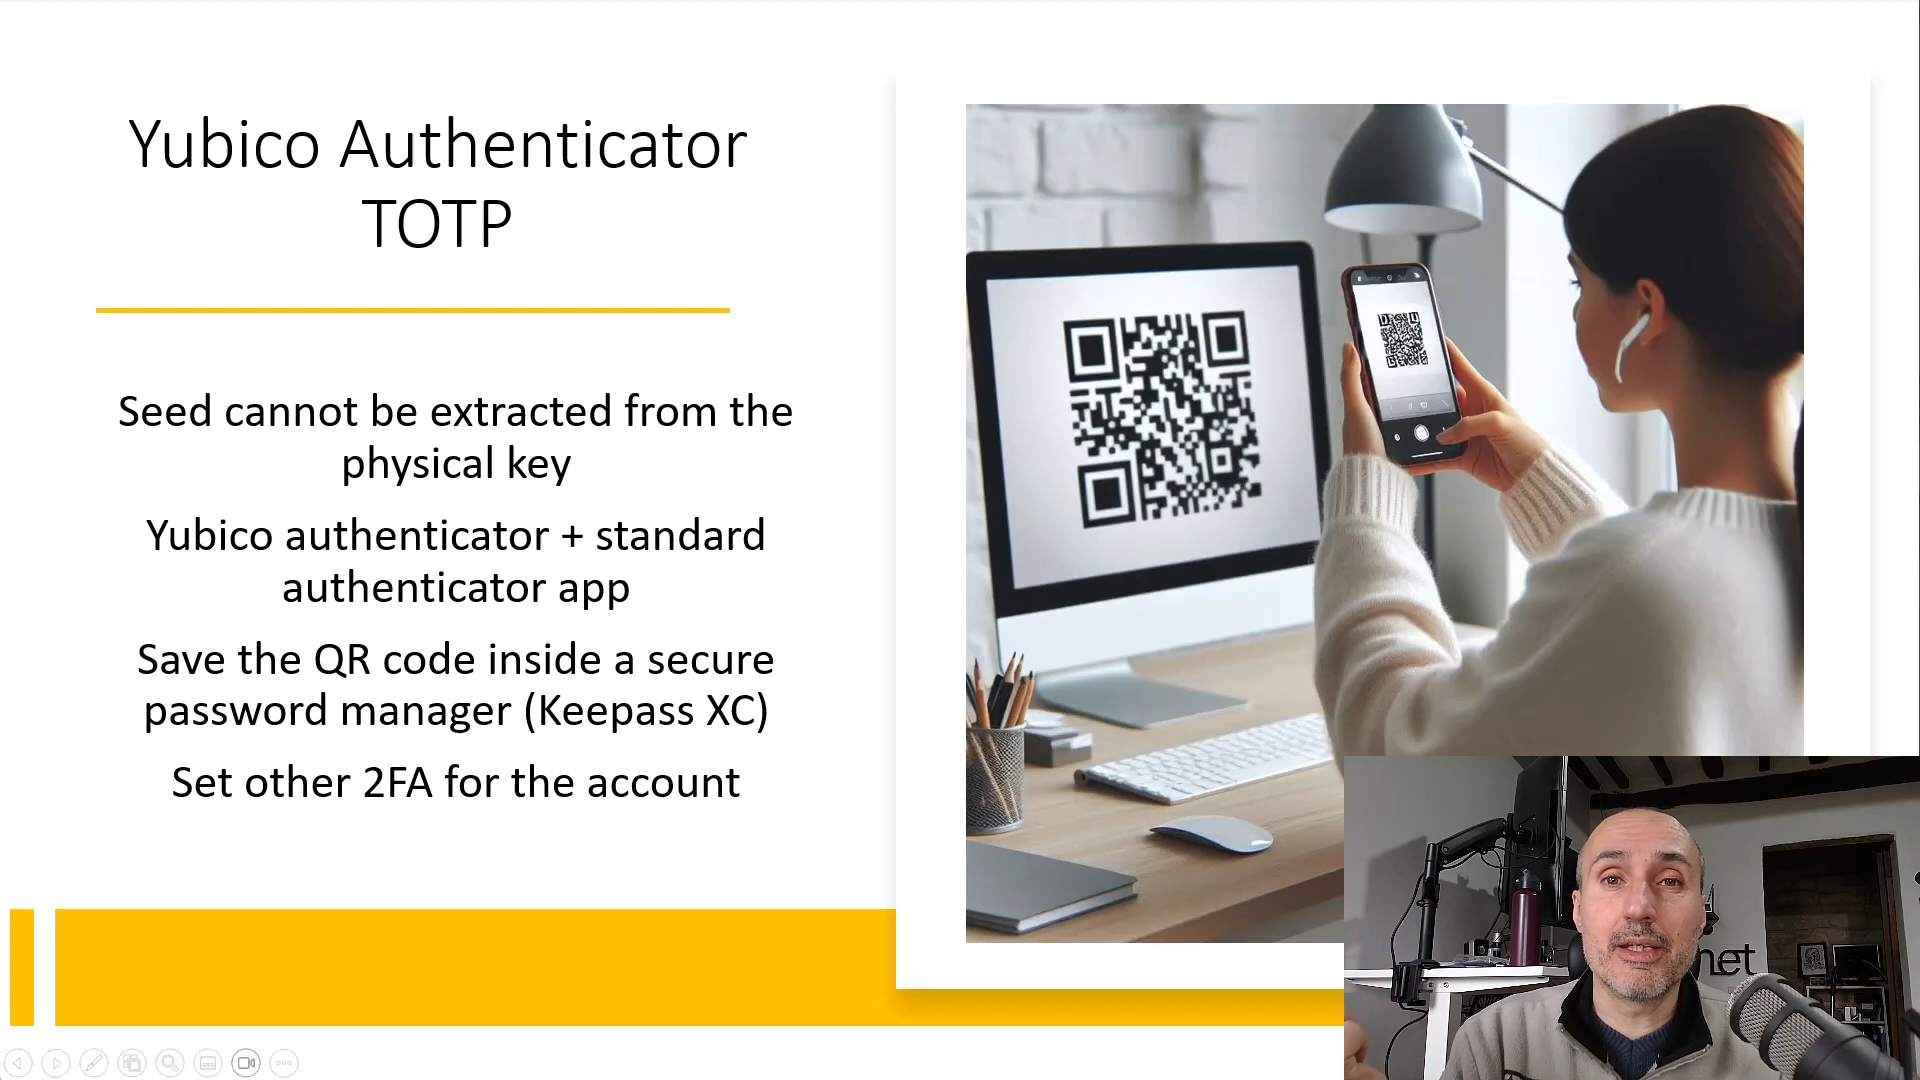 Yubico Authenticator
TOTP
Seed cannot be extracted from the
physical key
Yubico authenticator + standard
authenticator app
Save the QR code inside a secure
password manager (Keepass XC)
Set other 2FA for the account
net